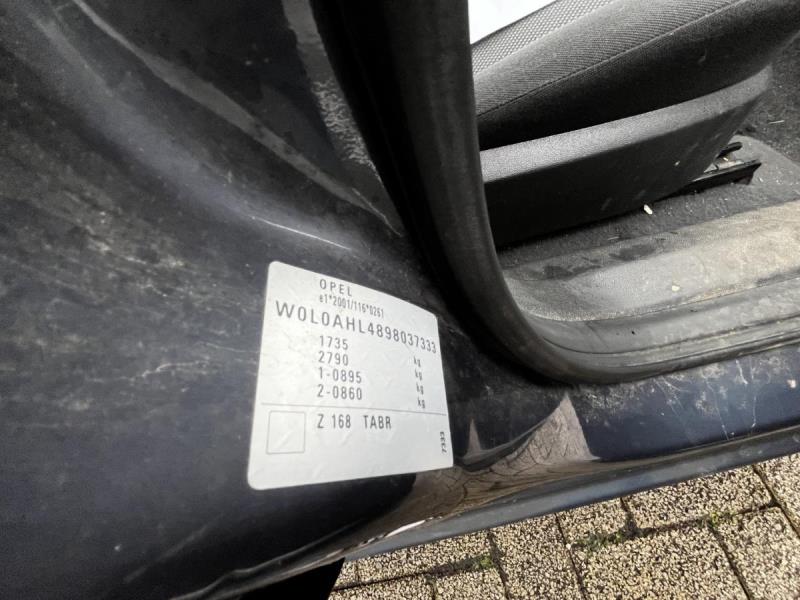 OPEL
e1*2001/116*0261
W0L0AHL4898037333
1735 kg
2790 kg
1-0895 kg
2-0860 kg
Z 168 TABR
7333